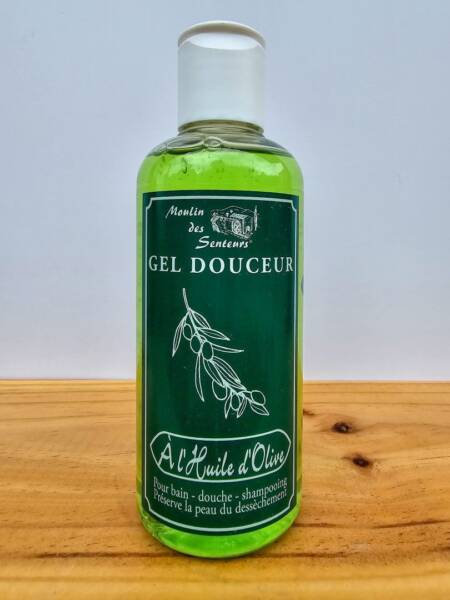 Moulin
des
Senteurs®
GEL DOUCEUR
À l'Huile d'Olive
Pour bain - douche - shampooing
Préserve la peau du dessèchement